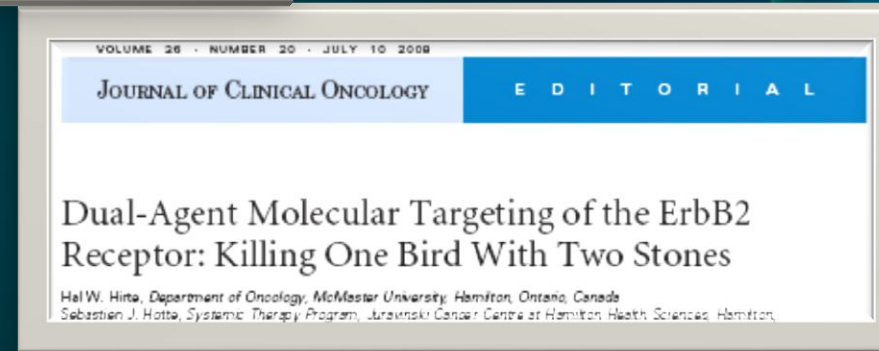 VOLUME 26 · NUMBER 20 · JULY 10 2008
JOURNAL OF CLINICAL ONCOLOGY
EDITORIAL
Dual-Agent Molecular Targeting of the ErbB2
Receptor: Killing One Bird With Two Stones
Hal W. Hirte, Department of Oncology, McMaster University, Hamilton, Ontario, Canada
Sebastien J. Hotte, Systemic Therapy Program, Juravinski Cancer Centre at Hamilton Health Sciences, Hamilton,